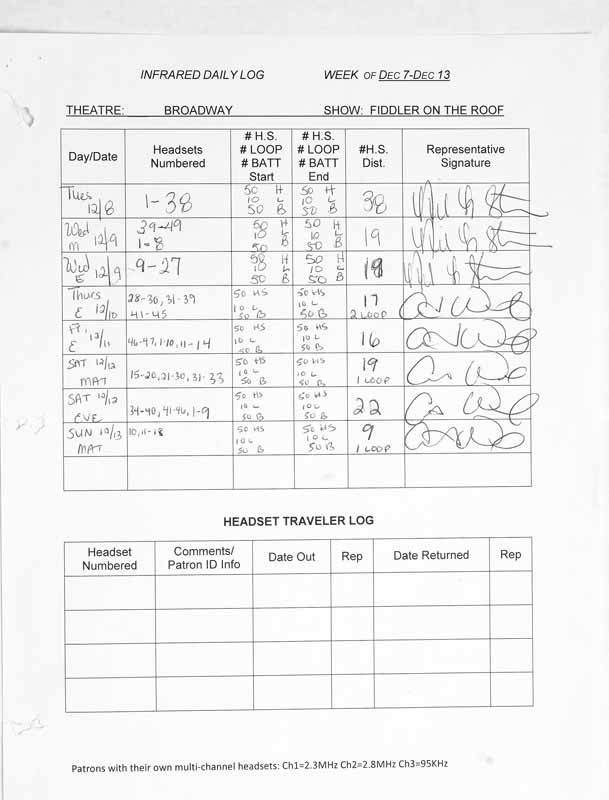 INFRARED DAILY LOG WEEK OF DEC 7-DEC 13
THEATRE: BROADWAY SHOW: FIDDLER ON THE ROOF
Day/Date Headsets Numbered # H.S. # LOOP # BATT Start # H.S. # LOOP # BATT End #H.S. Dist. Representative Signature
Tues 12/8 1-38 50 H 10 L 50 B 50 H 10 L 50 B 38
Wed M 12/9 39-49 1-8 50 H 10 L 50 B 50 H 10 L 50 B 19
Wed E 12/9 9-27 50 H 10 L 50 B 50 H 10 L 50 B 18
Thurs E 12/10 28-30, 31-39 41-45 50 HS 10 L 50 B 50 HS 10 L 50 B 17 2 LOOP
Fri, E 12/11 46-47, 1-10, 11-14 50 HS 10 L 50 B 50 HS 10 L 50 B 16
SAT 12/12 MAT 15-20, 21-30, 31-33 50 HS 10 L 50 B 50 HS 10 L 50 B 19 1 LOOP
SAT 12/12 EVE 34-40, 41-46, 1-9 50 HS 10 L 50 B 50 HS 10 L 50 B 22
SUN 12/13 MAT 10, 11-18 50 HS 10 L 50 B 50 HS 10 L 50 B 9 1 LOOP
HEADSET TRAVELER LOG
Headset Numbered Comments/ Patron ID Info Date Out Rep Date Returned Rep
Patrons with their own multi-channel headsets: Ch1=2.3MHz Ch2=2.8MHz Ch3=95KHz